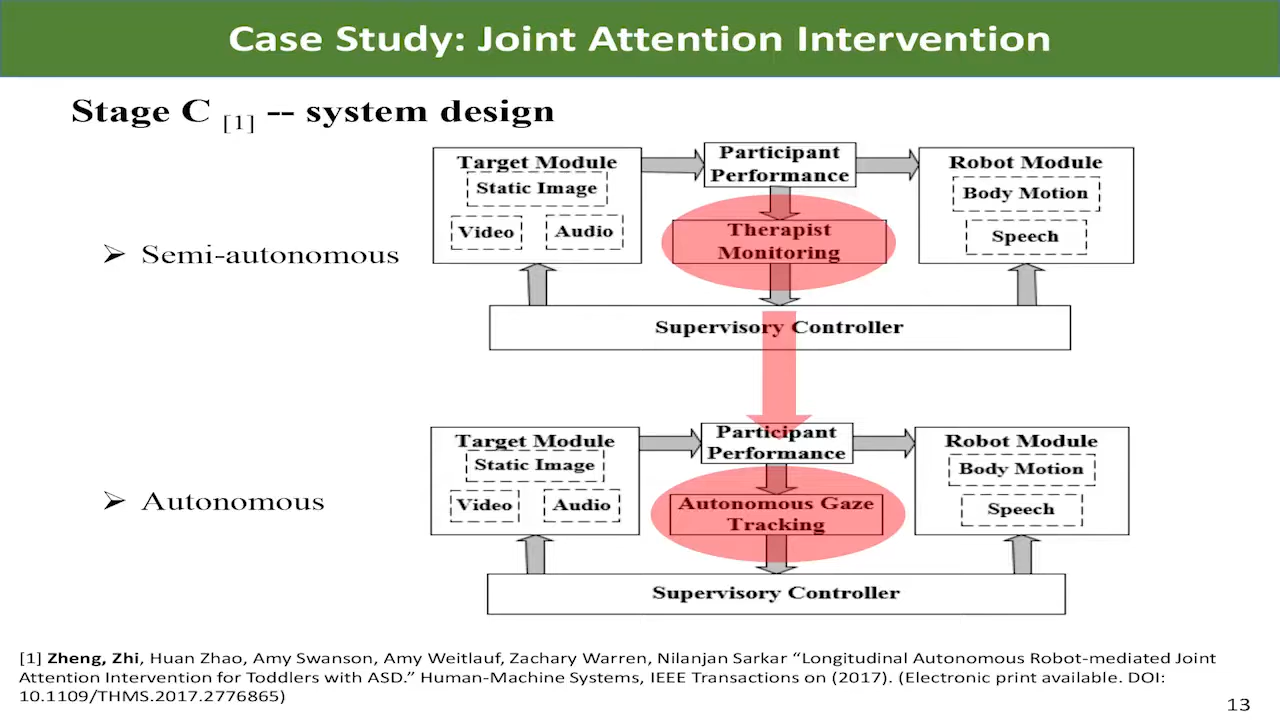 Case Study: Joint Attention Intervention
Stage C [1] -- system design
➢ Semi-autonomous
Target Module
Static Image
Video
Audio
Participant
Performance
Therapist
Monitoring
Robot Module
Body Motion
Speech
Supervisory Controller
➢ Autonomous
Target Module
Static Image
Video
Audio
Participant
Performance
Autonomous Gaze
Tracking
Robot Module
Body Motion
Speech
Supervisory Controller
[1] Zheng, Zhi, Huan Zhao, Amy Swanson, Amy Weitlauf, Zachary Warren, Nilanjan Sarkar “Longitudinal Autonomous Robot-mediated Joint
Attention Intervention for Toddlers with ASD.” Human-Machine Systems, IEEE Transactions on (2017). (Electronic print available. DOI:
10.1109/THMS.2017.2776865)
13